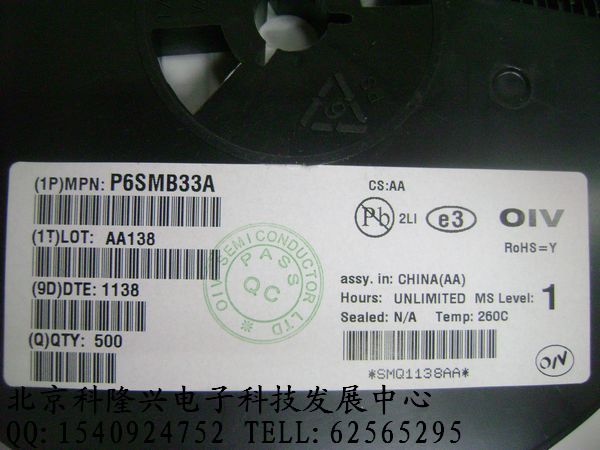 (1P)MPN: P6SMB33A
(1T)LOT: AA138
(9D)DTE: 1138
(Q)QTY: 500
OIV SEMICONDUCTOR LTD
PASS
QC
CS:AA
Pb 2LI e3 OIV
RoHS=Y
assy. in: CHINA(AA)
Hours: UNLIMITED MS Level: 1
Sealed: N/A Temp: 260C
*SMQ1138AA*
OIV
北京科隆兴电子科技发展中心
QQ: 1540924752 TELL: 62565295